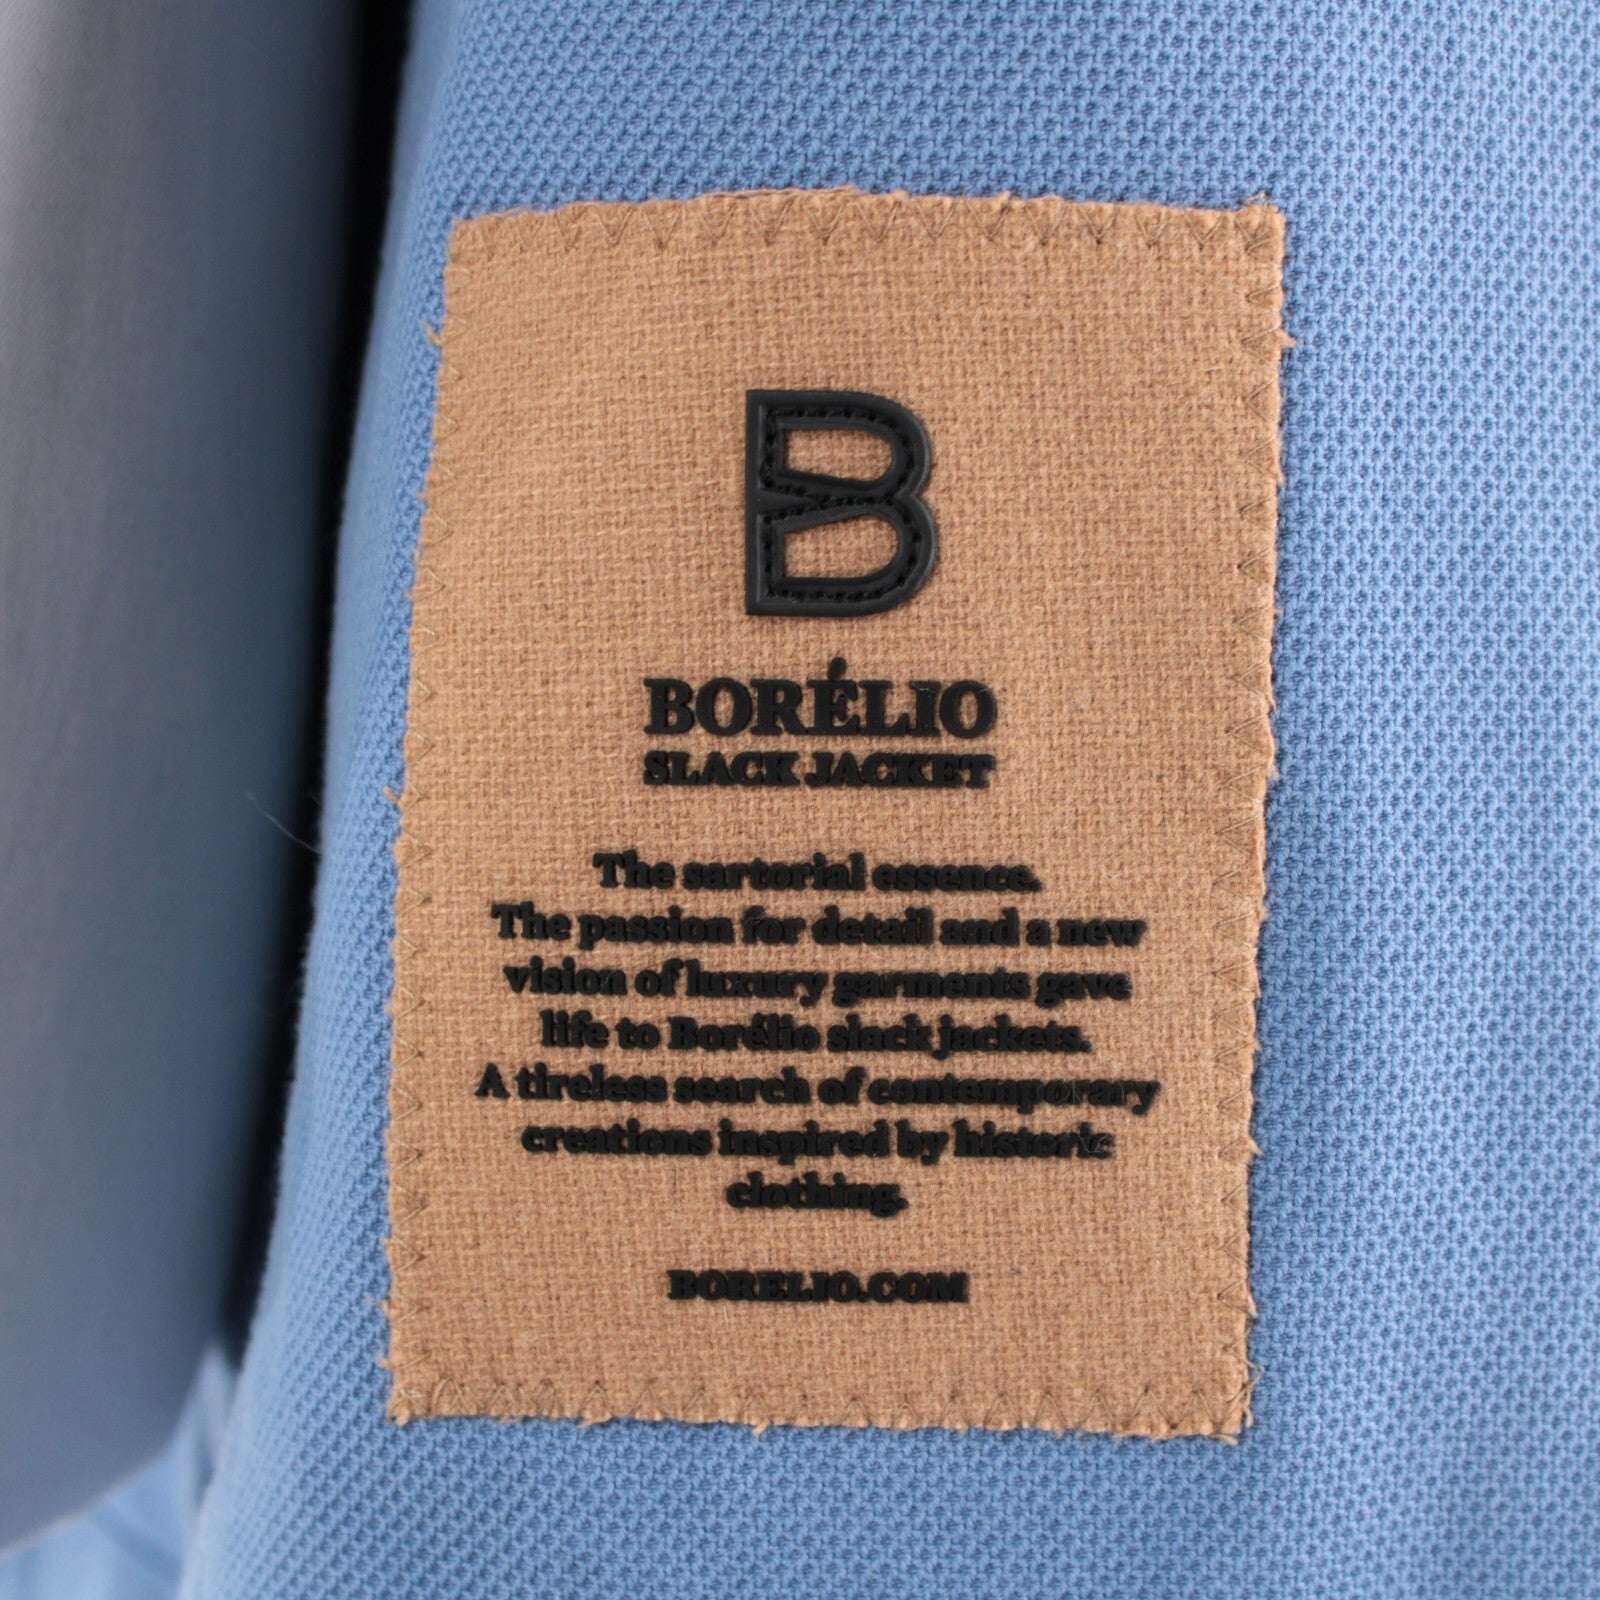 B
BORÉLIO
SLACK JACKET
The sartorial essence.
The passion for detail and a new
vision of luxury garments gave
life to Borélio slack jackets.
A tireless search of contemporary
creations inspired by historic
clothing.
BORELIO.COM